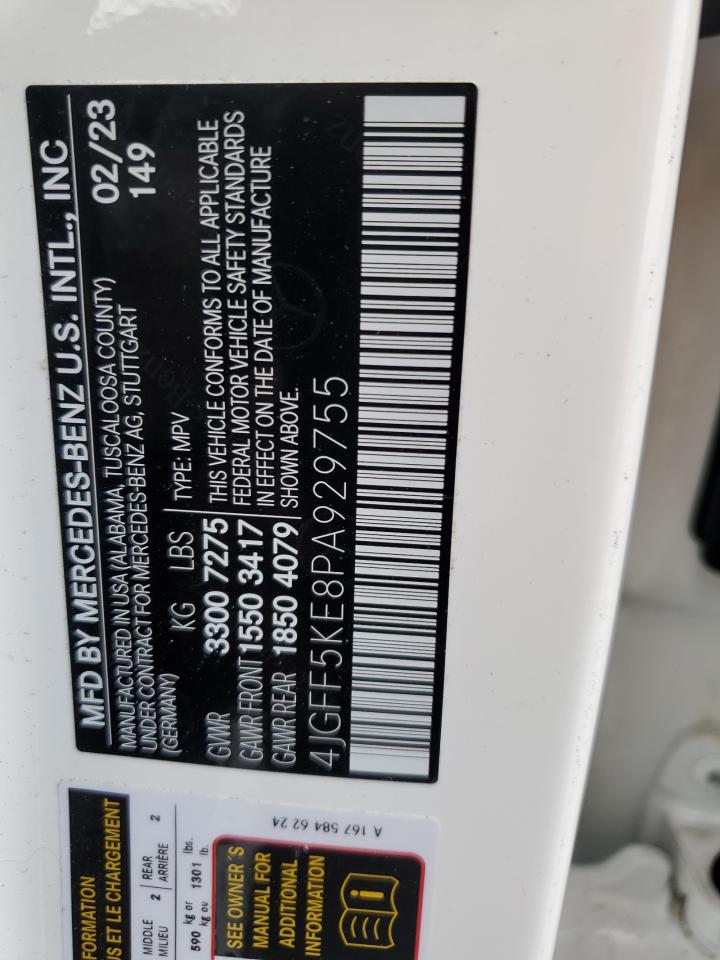 MFD BY MERCEDES-BENZ U.S. INTL., INC
MANUFACTURED IN USA (ALABAMA, TUSCALOOSA COUNTY)
UNDER CONTRACT FOR MERCEDES-BENZ AG, STUTTGART
(GERMANY)
02/23
149
KG LBS
GVWR 3300 7275
GAWR FRONT 1550 3417
GAWR REAR 1850 4079
TYPE: MPV
THIS VEHICLE CONFORMS TO ALL APPLICABLE
FEDERAL MOTOR VEHICLE SAFETY STANDARDS
IN EFFECT ON THE DATE OF MANUFACTURE
SHOWN ABOVE.
4JGFF5KE8PA929755
FORMATION
US ET LE CHARGEMENT
MIDDLE 2 REAR 2
MILIEU ARRIÈRE
590 kg or 1301 lbs.
kg ou lb.
SEE OWNER'S
MANUAL FOR
ADDITIONAL
INFORMATION
A 167 584 62 24